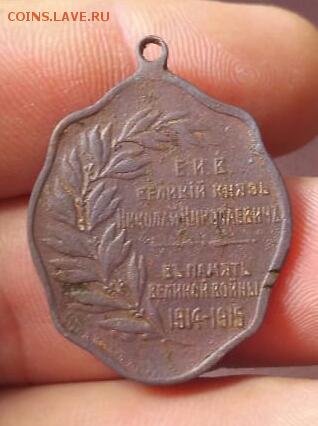 COINS.LAVE.RU
Е. И. В.
ВЕЛИКІЙ КНЯЗЬ
НИКОЛАЙ НИКОЛАЕВИЧЪ
ВЪ ПАМЯТЬ
ВЕЛИКОЙ ВОЙНЫ
1914-1915